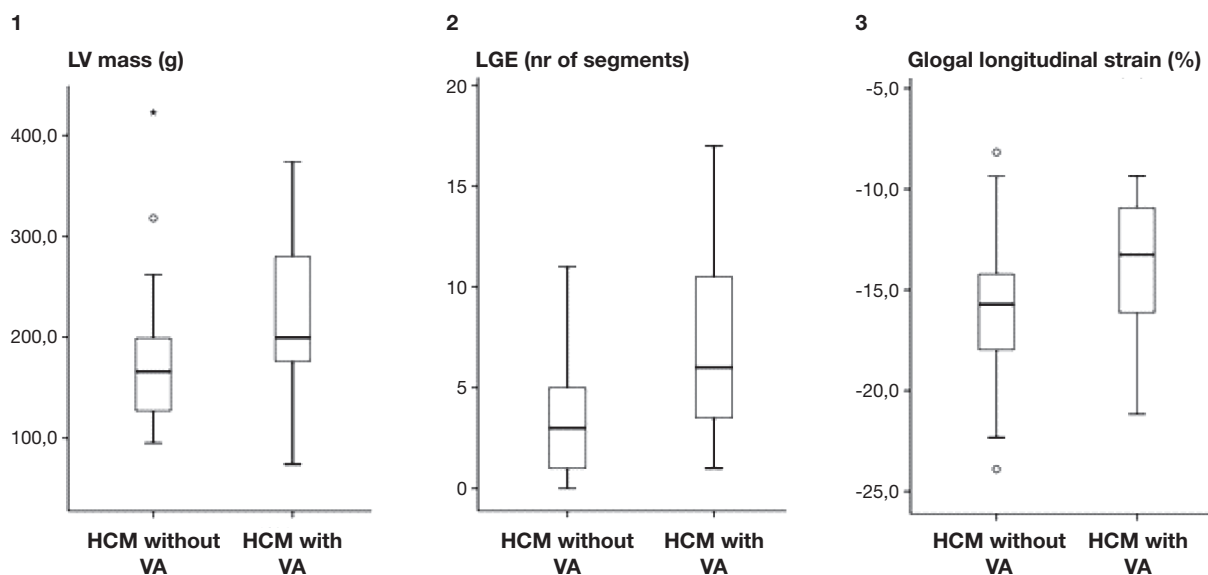 1
LV mass (g)
400,0
300,0
200,0
100,0
HCM without
VA
HCM with
VA
2
LGE (nr of segments)
20
15
10
5
0
HCM without
VA
HCM with
VA
3
Glogal longitudinal strain (%)
-5,0
-10,0
-15,0
-20,0
-25,0
HCM without
VA
HCM with
VA